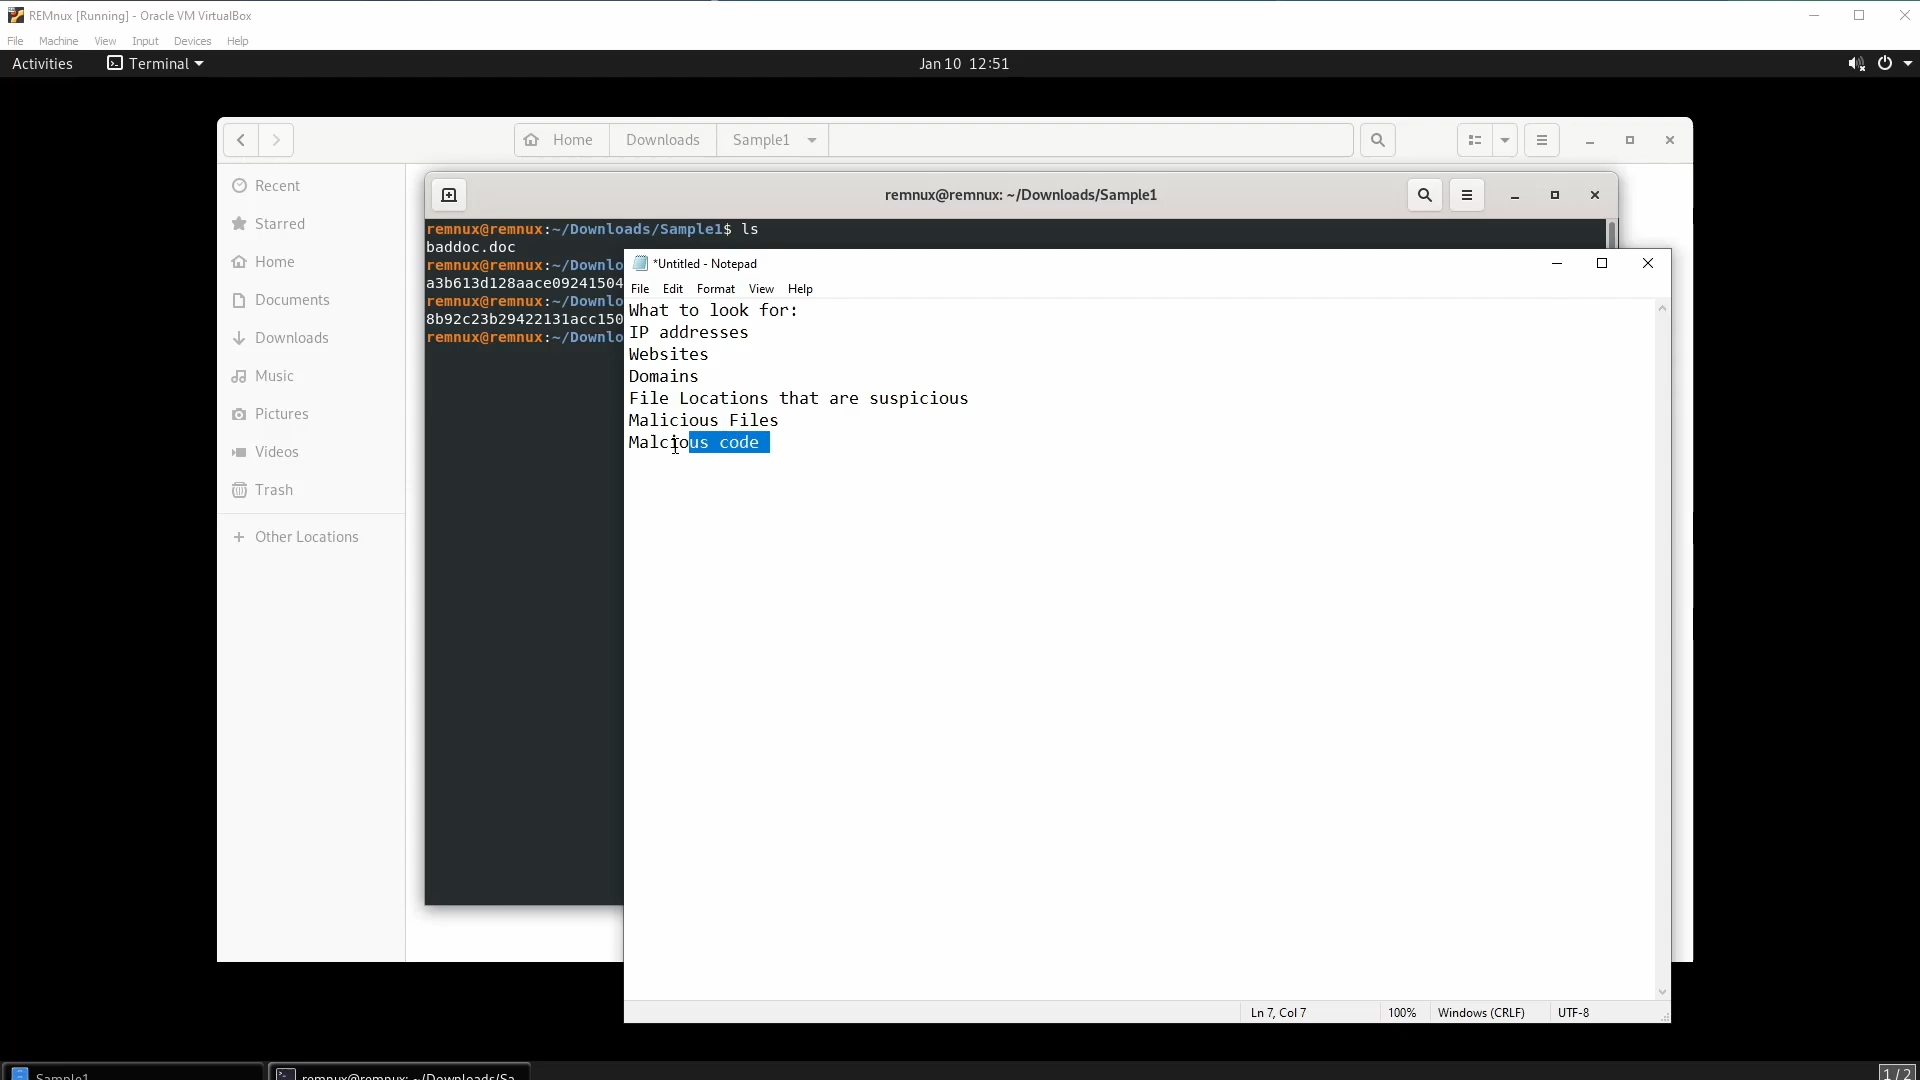 REMnux [Running] - Oracle VM VirtualBox
File Machine View Input Devices Help
Activities Terminal Jan 10 12:51
Home Downloads Sample1
Recent
Starred
Home
Documents
Downloads
Music
Pictures
Videos
Trash
+ Other Locations
remnux@remnux: ~/Downloads/Sample1
remnux@remnux:~/Downloads/Sample1$ ls
baddoc.doc
remnux@remnux:~/Downlo
a3b613d128aace09241504
remnux@remnux:~/Downlo
8b92c23b29422131acc150
remnux@remnux:~/Downlo
*Untitled - Notepad
File Edit Format View Help
What to look for:
IP addresses
Websites
Domains
File Locations that are suspicious
Malicious Files
Malcious code
Ln 7, Col 7 100% Windows (CRLF) UTF-8
Sample1 remnux@remnux: ~/Downloads/Sa... 1 / 2